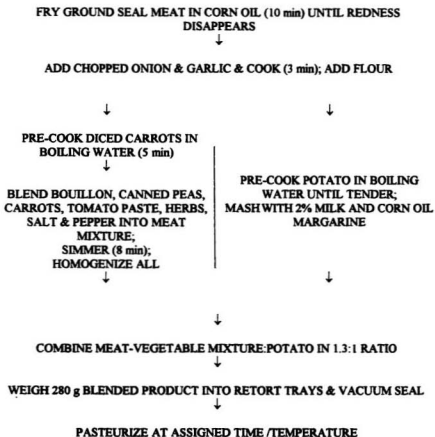 FRY GROUND SEAL MEAT IN CORN OIL (10 min) UNTIL REDNESS
DISAPPEARS
↓
ADD CHOPPED ONION & GARLIC & COOK (3 min); ADD FLOUR
↓ ↓
PRE-COOK DICED CARROTS IN
BOILING WATER (5 min)
↓
BLEND BOUILLON, CANNED PEAS,
CARROTS, TOMATO PASTE, HERBS,
SALT & PEPPER INTO MEAT
MIXTURE;
SIMMER (8 min);
HOMOGENIZE ALL
↓
PRE-COOK POTATO IN BOILING
WATER UNTIL TENDER;
MASH WITH 2% MILK AND CORN OIL
MARGARINE
↓
↓
COMBINE MEAT-VEGETABLE MIXTURE:POTATO IN 1.3:1 RATIO
↓
WEIGH 280 g BLENDED PRODUCT INTO RETORT TRAYS & VACUUM SEAL
↓
PASTEURIZE AT ASSIGNED TIME /TEMPERATURE